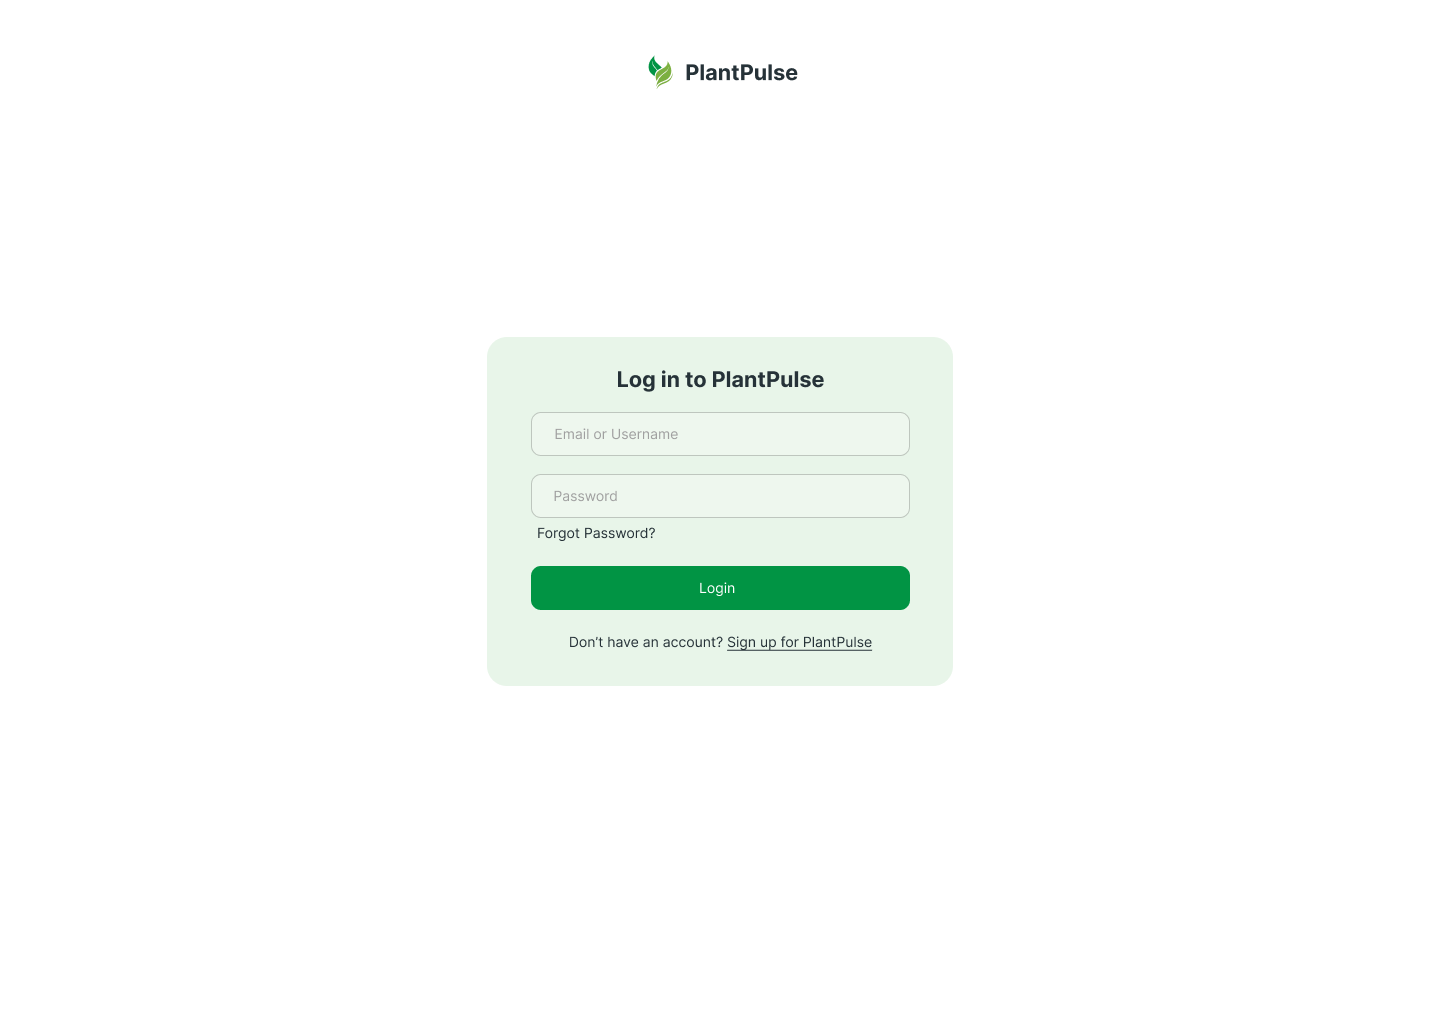 PlantPulse
Log in to PlantPulse
Email or Username
Password
Forgot Password?
Login
Don’t have an account? Sign up for PlantPulse